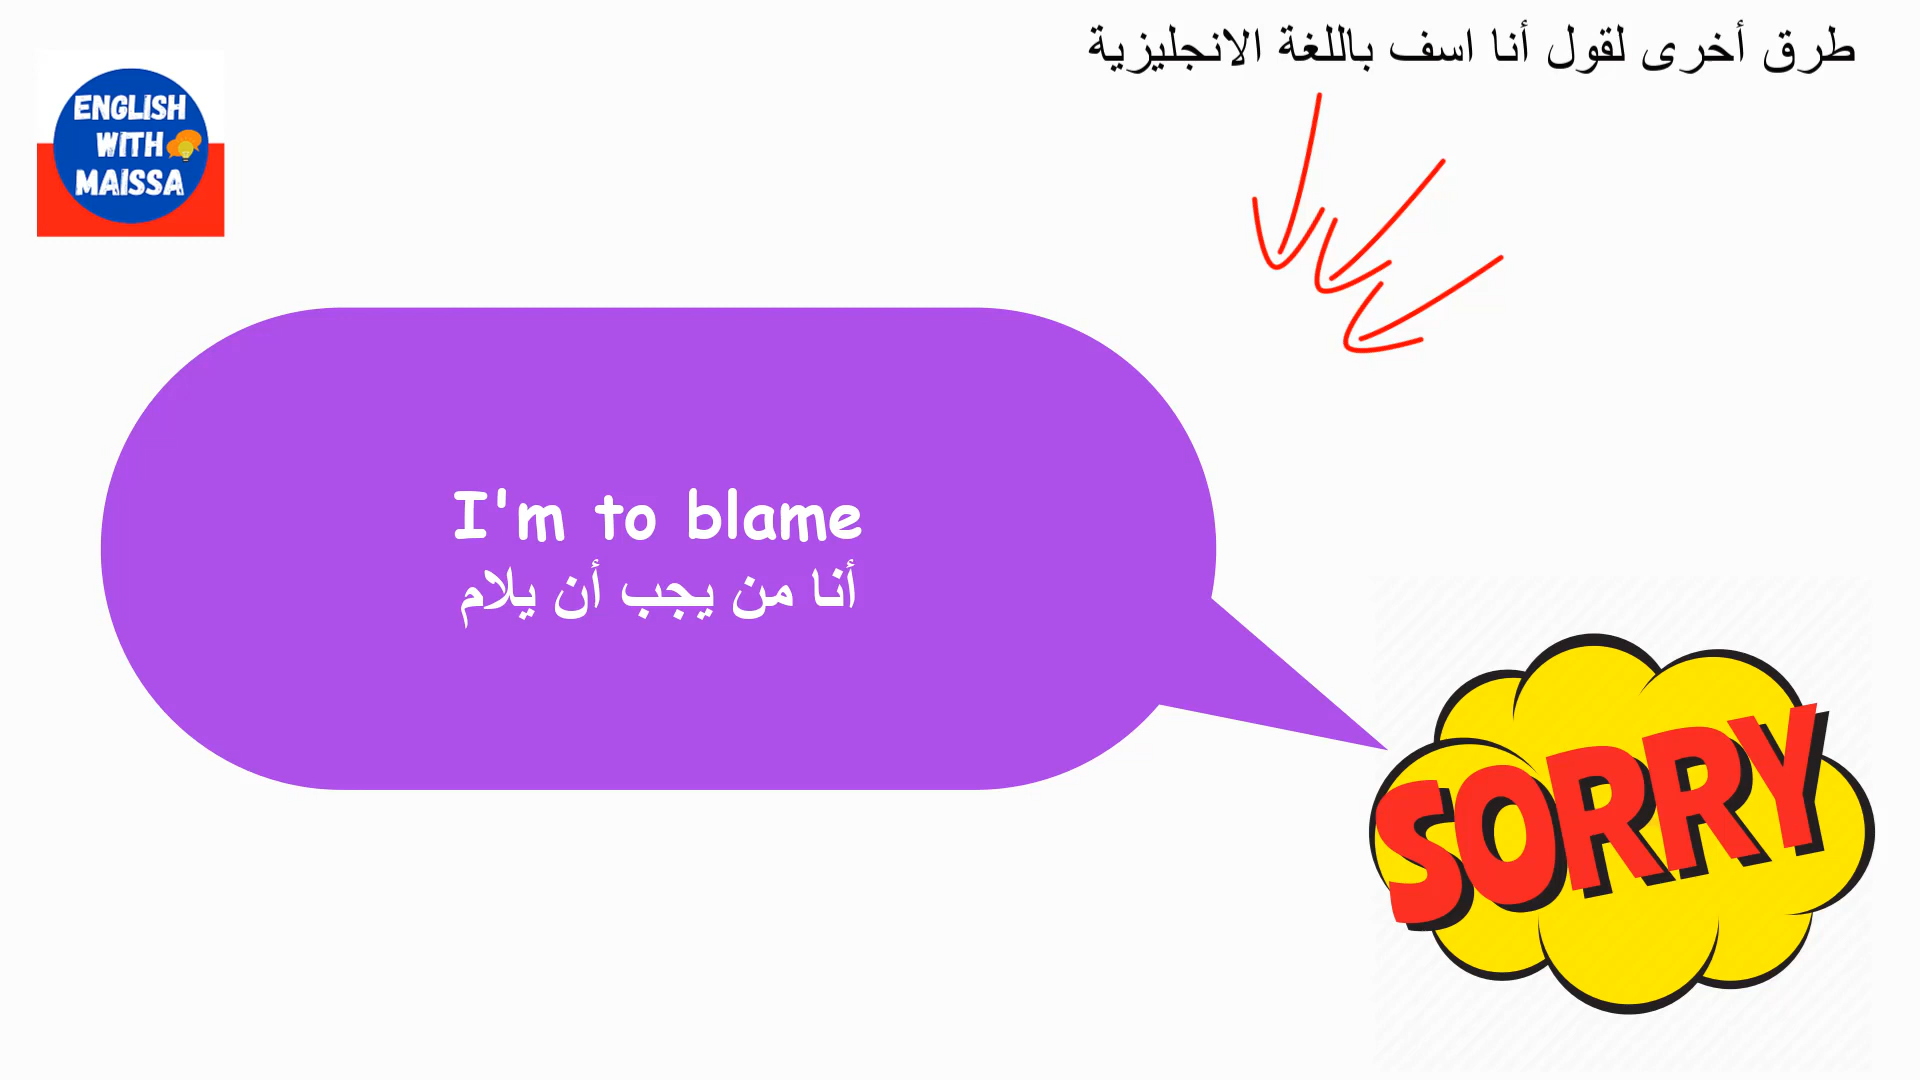 طرق أخرى لقول أنا اسف باللغة الانجليزية
ENGLISH
WITH
MAISSA
I'm to blame
أنا من يجب أن يلام
SORRY